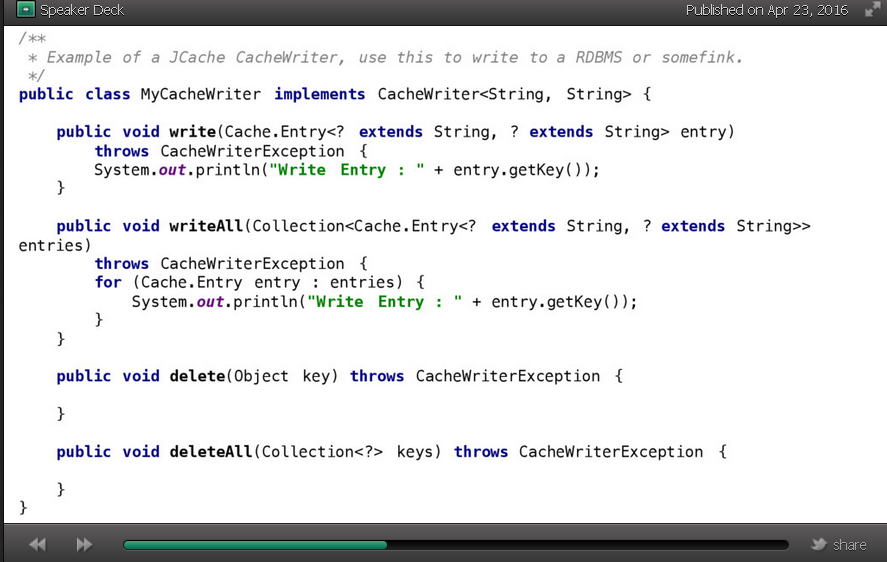 Speaker Deck
Published on Apr 23, 2016
/**
 * Example of a JCache CacheWriter, use this to write to a RDBMS or somefink.
 */
public class MyCacheWriter implements CacheWriter<String, String> {
    public void write(Cache.Entry<? extends String, ? extends String> entry)
        throws CacheWriterException {
        System.out.println("Write Entry : " + entry.getKey());
    }
    public void writeAll(Collection<Cache.Entry<? extends String, ? extends String>>
entries)
        throws CacheWriterException {
        for (Cache.Entry entry : entries) {
            System.out.println("Write Entry : " + entry.getKey());
        }
    }
    public void delete(Object key) throws CacheWriterException {
    }
    public void deleteAll(Collection<?> keys) throws CacheWriterException {
    }
}
share